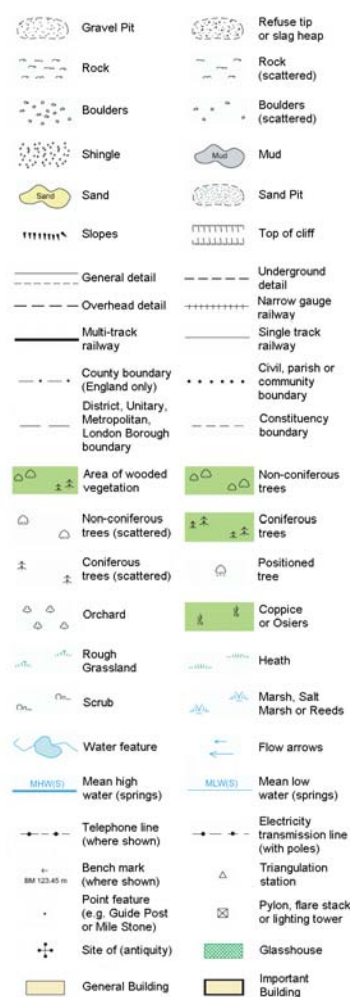 Gravel Pit
Refuse tip
or slag heap
Rock
Rock
(scattered)
Boulders
Boulders
(scattered)
Shingle
Mud
Mud
Sand
Sand
Sand Pit
Slopes
Top of cliff
General detail
Underground
detail
Overhead detail
Narrow gauge
railway
Multi-track
railway
Single track
railway
County boundary
(England only)
Civil, parish or
community
boundary
District, Unitary,
Metropolitan,
London Borough
boundary
Constituency
boundary
Area of wooded
vegetation
Non-coniferous
trees
Non-coniferous
trees (scattered)
Coniferous
trees
Coniferous
trees (scattered)
Positioned
tree
Orchard
Coppice
or Osiers
Rough
Grassland
Heath
Scrub
Marsh, Salt
Marsh or Reeds
Water feature
Flow arrows
MHW(S)
Mean high
water (springs)
MLW(S)
Mean low
water (springs)
Telephone line
(where shown)
Electricity
transmission line
(with poles)
BM 123.45 m
Bench mark
(where shown)
Triangulation
station
Point feature
(e.g. Guide Post
or Mile Stone)
Pylon, flare stack
or lighting tower
Site of (antiquity)
Glasshouse
General Building
Important
Building